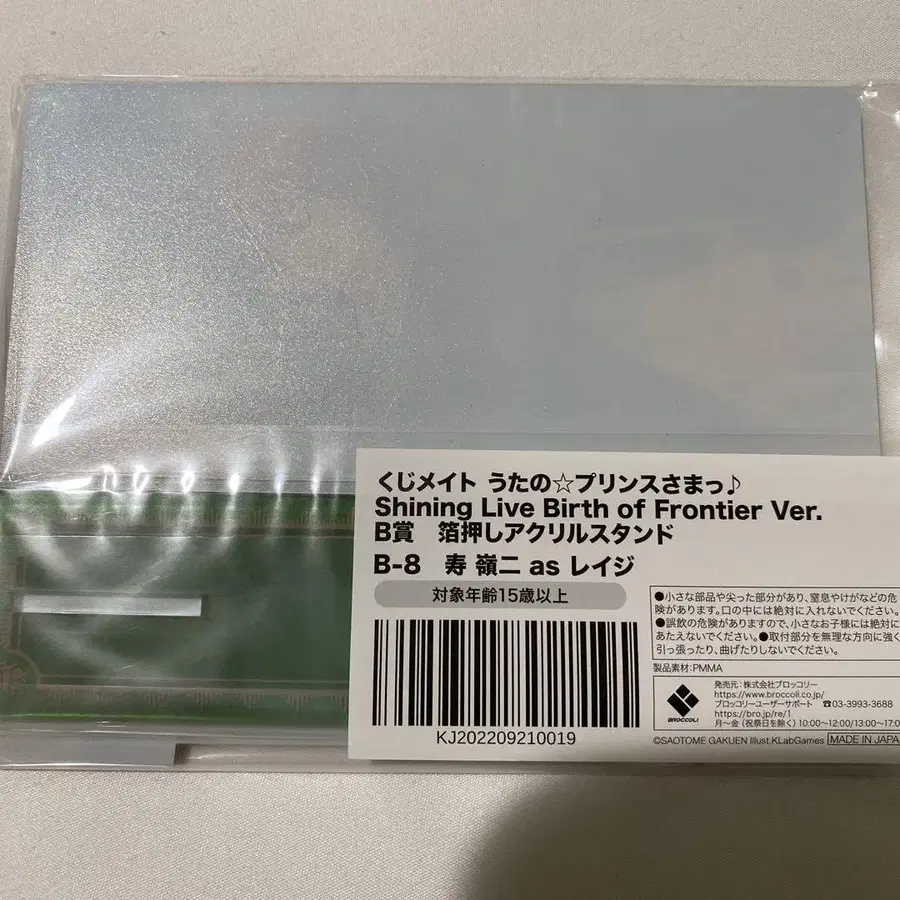 くじメイト うたの☆プリンスさまっ♪
Shining Live Birth of Frontier Ver.
B賞 箔押しアクリルスタンド
B-8 寿 嶺二 as レイジ
対象年齢15歳以上
●小さな部品や尖った部分があり、窒息やけがなどの危
険があります。口の中には絶対に入れないでください。
●誤飲の危険がありますので、小さなお子様には絶対に
あたえないでください。●取付部分を無理な方向に強く
引っ張ったり、曲げたりしないでください。
製品素材:PMMA
発売元:株式会社ブロッコリー
https://www.broccoli.co.jp/
ブロッコリーユーザーサポート ☎03-3993-3688
https://bro.jp/re/1
月〜金 (祝祭日を除く) 10:00〜12:00/13:00〜17:0
BROCCOLI
KJ202209210019
©SAOTOME GAKUEN Illust.KLabGames MADE IN JAPA